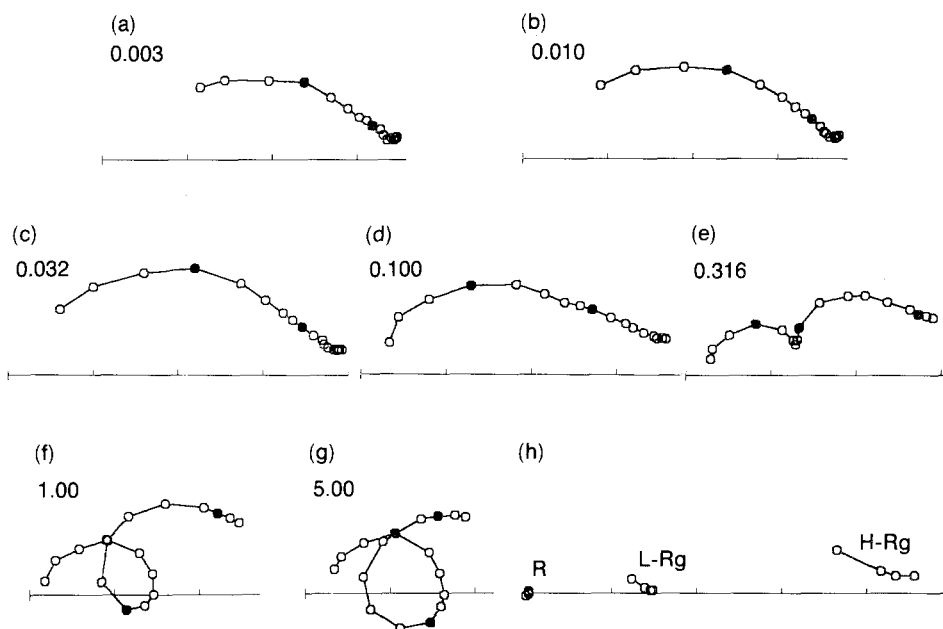 (a)
0.003
(b)
0.010
(c)
0.032
(d)
0.100
(e)
0.316
(f)
1.00
(g)
5.00
(h)
R
L-Rg
H-Rg